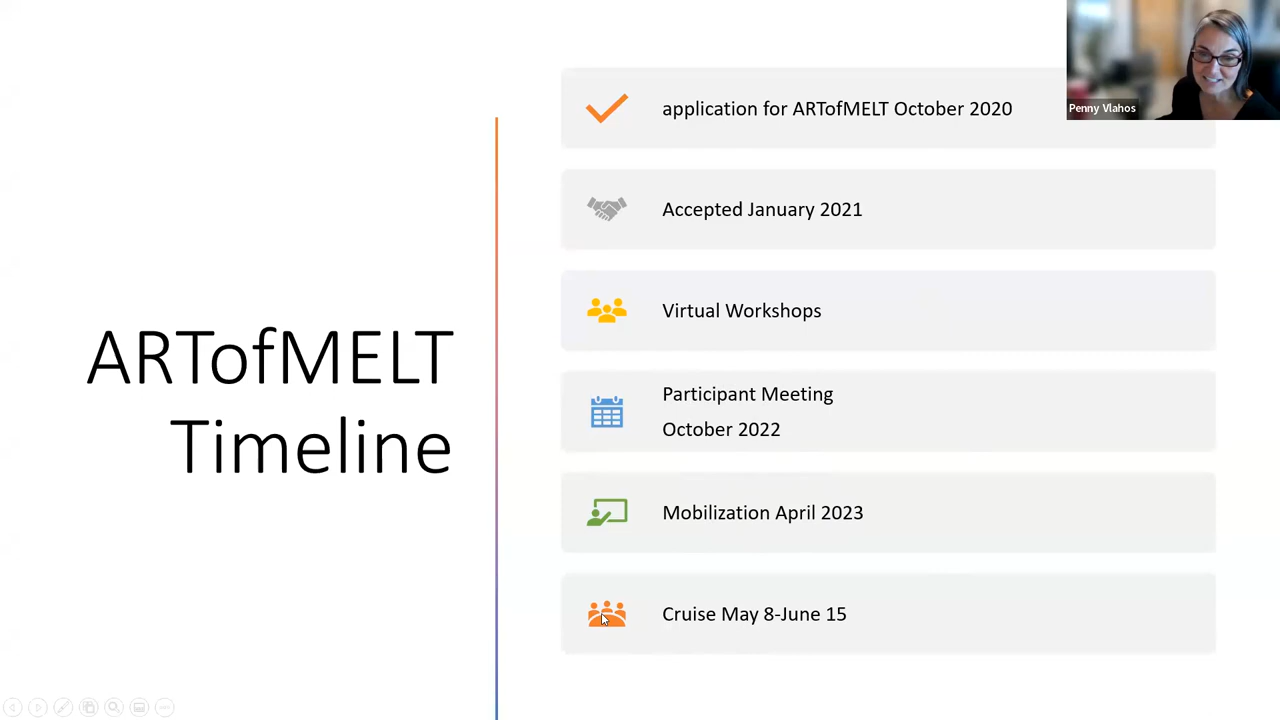 ARTofMELT
Timeline
application for ARTofMELT October 2020
Accepted January 2021
Virtual Workshops
Participant Meeting
October 2022
Mobilization April 2023
Cruise May 8-June 15
Penny Vlahos